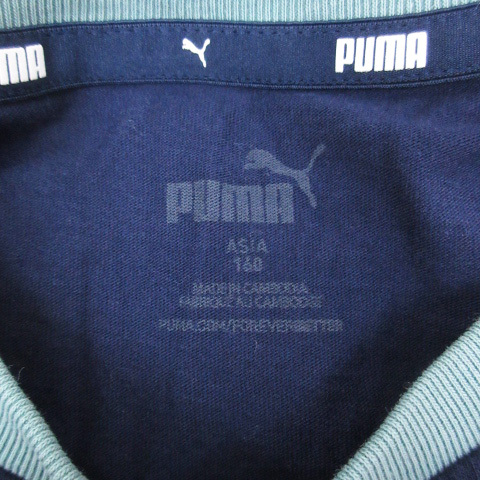 PUMA PUMA
PUMA
ASIA
160
MADE IN CAMBODIA
FABRIQUÉ AU CAMBODGE
PUMA.COM/FOREVERBETTER